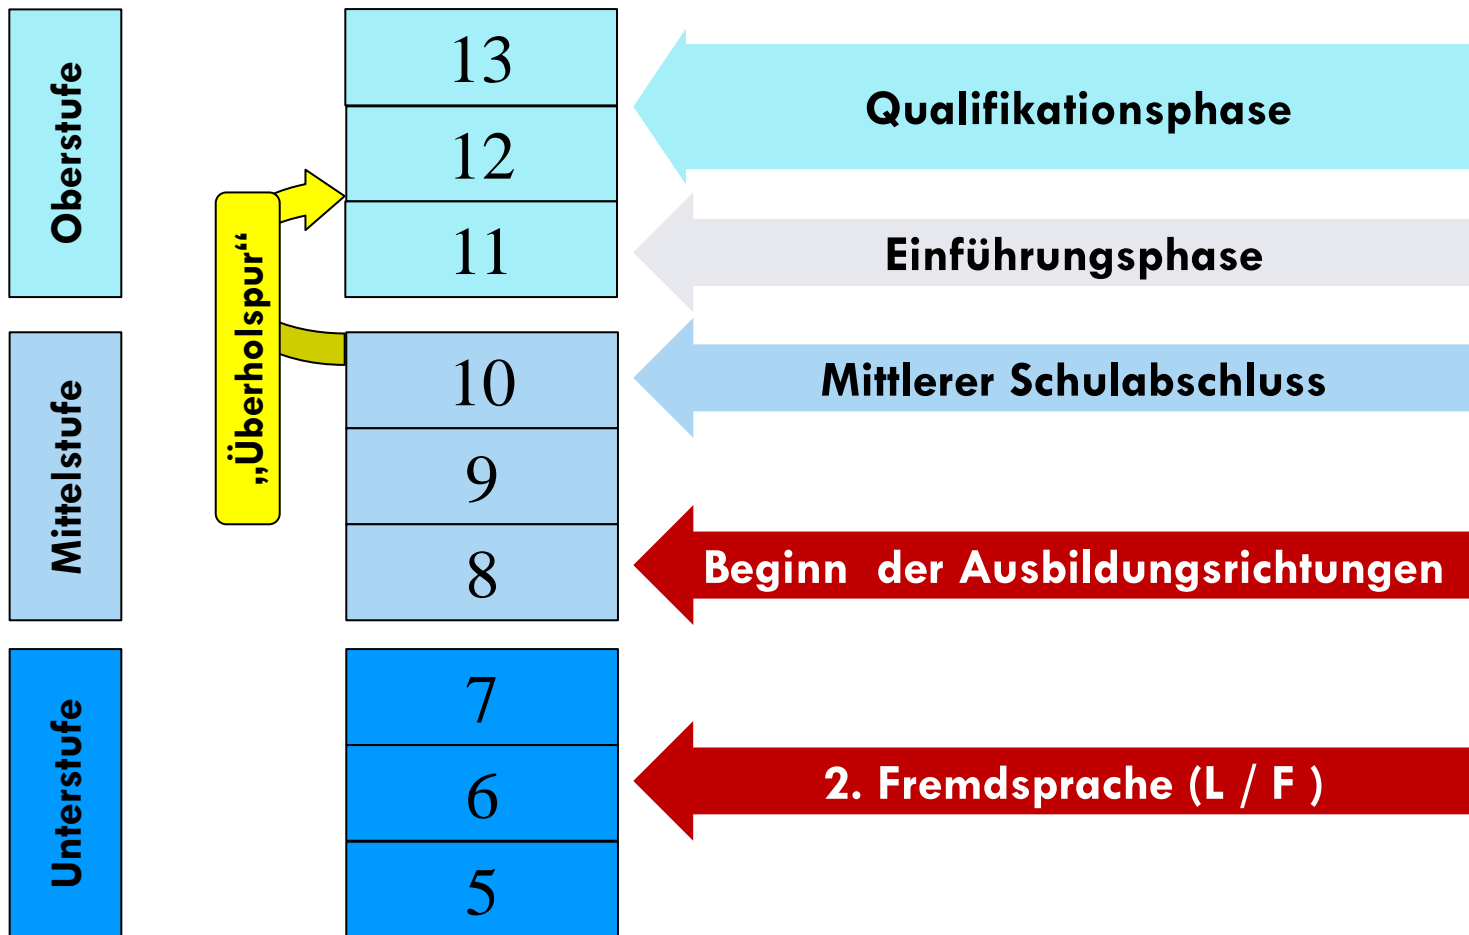 Oberstufe
13
12
11
Qualifikationsphase
Einführungsphase
„Überholspur“
Mittelstufe
10
9
8
Mittlerer Schulabschluss
Beginn  der Ausbildungsrichtungen
Unterstufe
7
6
5
2. Fremdsprache (L / F )